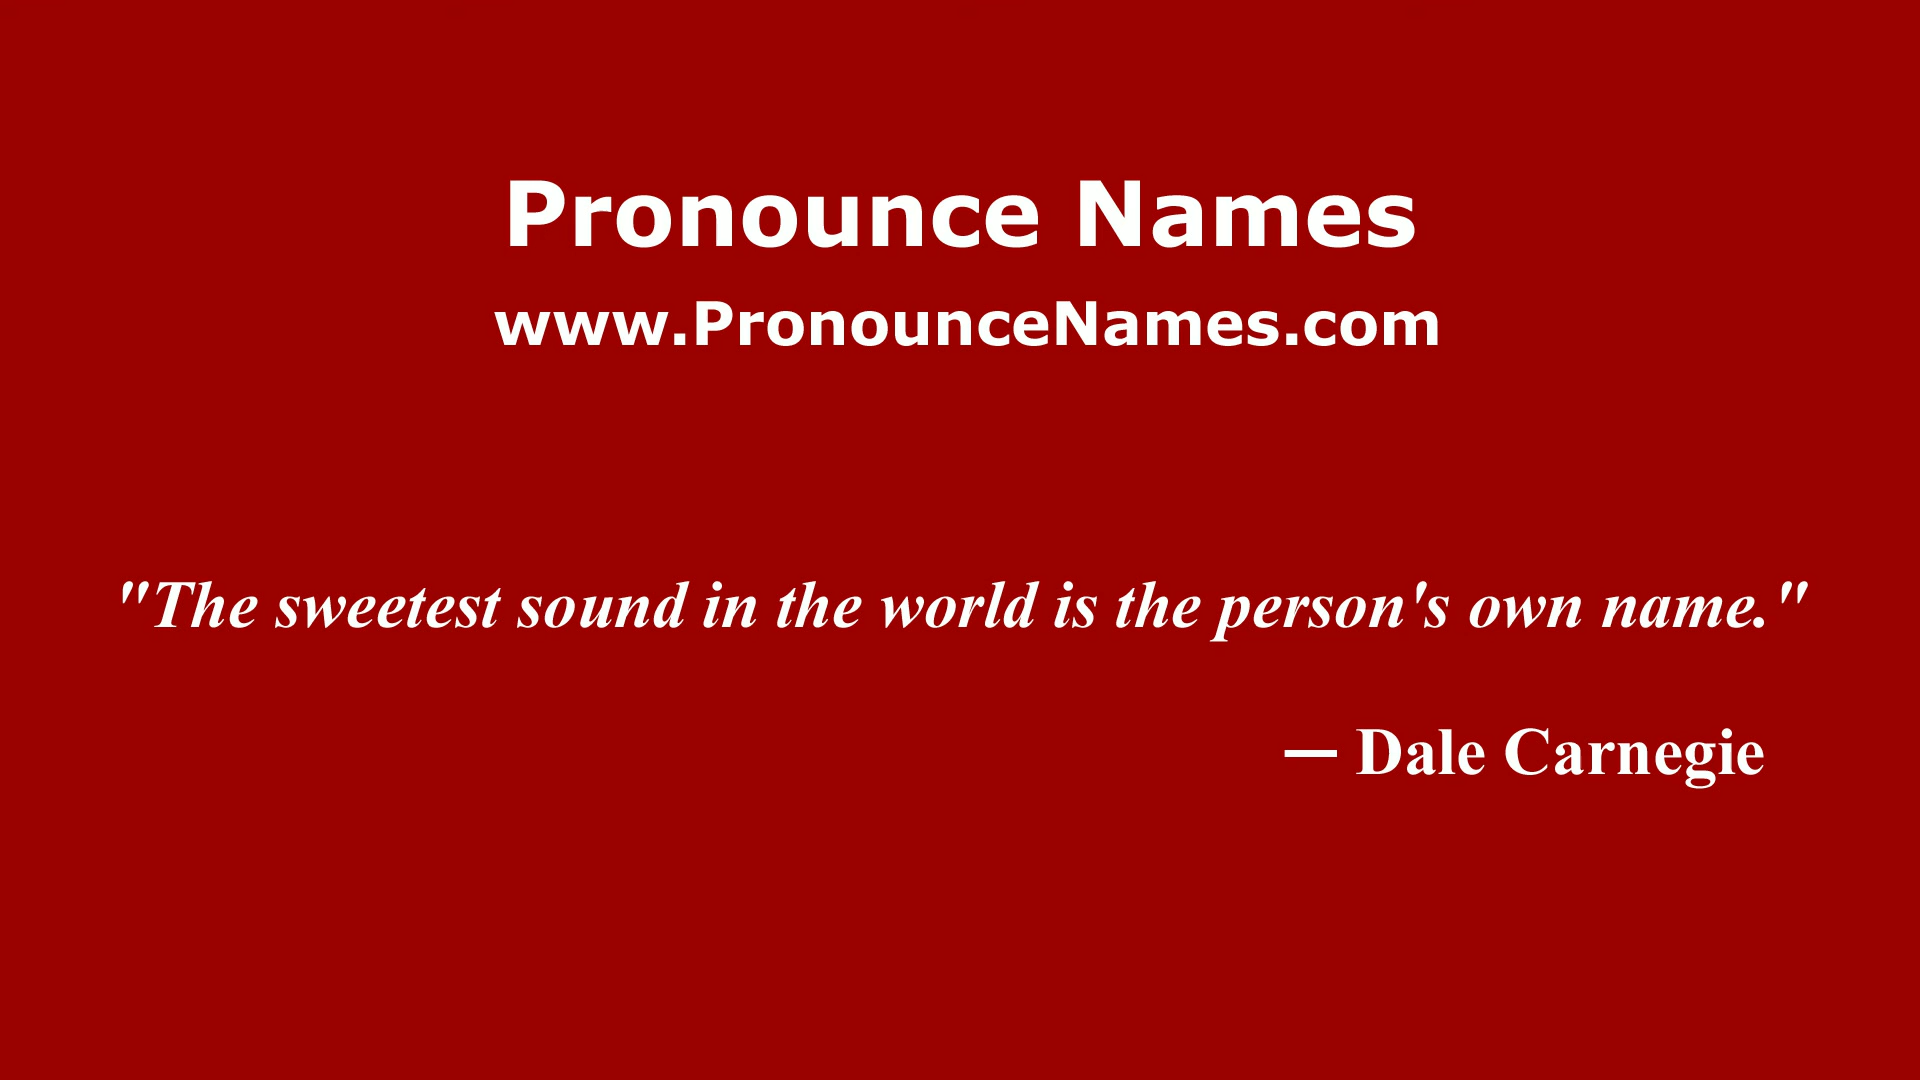 Pronounce Names
www.PronounceNames.com
"The sweetest sound in the world is the person's own name."
— Dale Carnegie